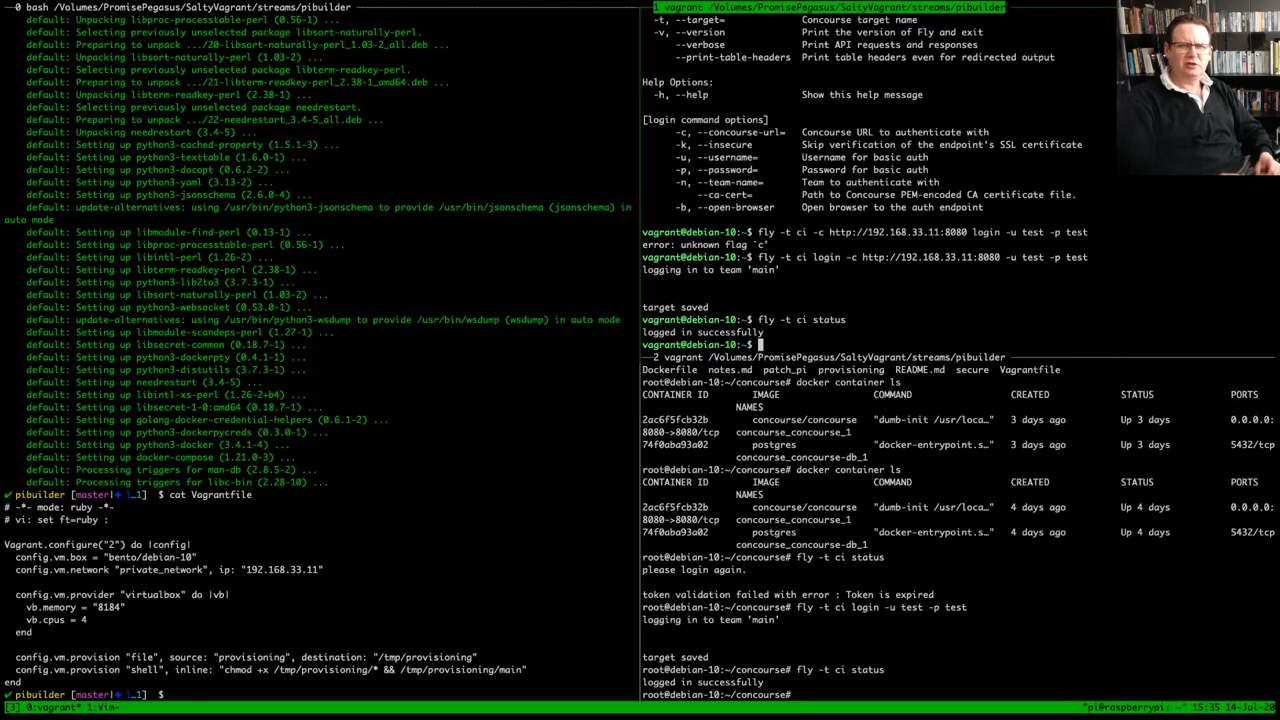 —0 bash /Volumes/PromisePegasus/SaltyVagrant/streams/pibuilder
default: Unpacking libproc-processtable-perl (0.56-1) ...
default: Selecting previously unselected package libsort-naturally-perl.
default: Preparing to unpack .../20-libsort-naturally-perl_1.03-2_all.deb ...
default: Unpacking libsort-naturally-perl (1.03-2) ...
default: Selecting previously unselected package libterm-readkey-perl.
default: Preparing to unpack .../21-libterm-readkey-perl_2.38-1_amd64.deb ...
default: Unpacking libterm-readkey-perl (2.38-1) ...
default: Selecting previously unselected package needrestart.
default: Preparing to unpack .../22-needrestart_3.4-5_all.deb ...
default: Unpacking needrestart (3.4-5) ...
default: Setting up python3-cached-property (1.5.1-3) ...
default: Setting up python3-texttable (1.6.0-1) ...
default: Setting up python3-docopt (0.6.2-2) ...
default: Setting up python3-yaml (3.13-2) ...
default: Setting up python3-jsonschema (2.6.0-4) ...
default: update-alternatives: using /usr/bin/python3-jsonschema to provide /usr/bin/jsonschema (jsonschema) in
auto mode
default: Setting up libmodule-find-perl (0.13-1) ...
default: Setting up libproc-processtable-perl (0.56-1) ...
default: Setting up libintl-perl (1.26-2) ...
default: Setting up libterm-readkey-perl (2.38-1) ...
default: Setting up python3-lib2to3 (3.7.3-1) ...
default: Setting up libsort-naturally-perl (1.03-2) ...
default: Setting up python3-websocket (0.53.0-1) ...
default: update-alternatives: using /usr/bin/python3-wsdump to provide /usr/bin/wsdump (wsdump) in auto mode
default: Setting up libmodule-scandeps-perl (1.27-1) ...
default: Setting up libsecret-common (0.18.7-1) ...
default: Setting up python3-dockerpty (0.4.1-1) ...
default: Setting up python3-distutils (3.7.3-1) ...
default: Setting up needrestart (3.4-5) ...
default: Setting up libintl-xs-perl (1.26-2+b4) ...
default: Setting up libsecret-1-0:amd64 (0.18.7-1) ...
default: Setting up golang-docker-credential-helpers (0.6.1-2) ...
default: Setting up python3-dockerpycreds (0.3.0-1) ...
default: Setting up python3-docker (3.4.1-4) ...
default: Setting up docker-compose (1.21.0-3) ...
default: Processing triggers for man-db (2.8.5-2) ...
default: Processing triggers for libc-bin (2.28-10) ...
✔ pibuilder [master|✚ 1…1] $ cat Vagrantfile
# -*- mode: ruby -*-
# vi: set ft=ruby :
Vagrant.configure("2") do |config|
config.vm.box = "bento/debian-10"
config.vm.network "private_network", ip: "192.168.33.11"
config.vm.provider "virtualbox" do |vb|
vb.memory = "8184"
vb.cpus = 4
end
config.vm.provision "file", source: "provisioning", destination: "/tmp/provisioning"
config.vm.provision "shell", inline: "chmod +x /tmp/provisioning/* && /tmp/provisioning/main"
end
✔ pibuilder [master|✚ 1…1] $
1 vagrant /Volumes/PromisePegasus/SaltyVagrant/streams/pibuilder
-t, --target= Concourse target name
-v, --version Print the version of Fly and exit
--verbose Print API requests and responses
--print-table-headers Print table headers even for redirected output
Help Options:
-h, --help Show this help message
[login command options]
-c, --concourse-url= Concourse URL to authenticate with
-k, --insecure Skip verification of the endpoint's SSL certificate
-u, --username= Username for basic auth
-p, --password= Password for basic auth
-n, --team-name= Team to authenticate with
--ca-cert= Path to Concourse PEM-encoded CA certificate file.
-b, --open-browser Open browser to the auth endpoint
vagrant@debian-10:~$ fly -t ci -c http://192.168.33.11:8080 login -u test -p test
error: unknown flag `c'
vagrant@debian-10:~$ fly -t ci login -c http://192.168.33.11:8080 -u test -p test
logging in to team 'main'
target saved
vagrant@debian-10:~$ fly -t ci status
logged in successfully
vagrant@debian-10:~$
—2 vagrant /Volumes/PromisePegasus/SaltyVagrant/streams/pibuilder
Dockerfile notes.md patch_pi provisioning README.md secure Vagrantfile
root@debian-10:~/concourse# docker container ls
CONTAINER ID IMAGE COMMAND CREATED STATUS PORTS
NAMES
2ac6f5fcb32b concourse/concourse "dumb-init /usr/loca…" 3 days ago Up 3 days 0.0.0.0:
8080->8080/tcp concourse_concourse_1
74f0aba93a02 postgres "docker-entrypoint.s…" 3 days ago Up 3 days 5432/tcp
concourse_concourse-db_1
root@debian-10:~/concourse# docker container ls
CONTAINER ID IMAGE COMMAND CREATED STATUS PORTS
NAMES
2ac6f5fcb32b concourse/concourse "dumb-init /usr/loca…" 4 days ago Up 4 days 0.0.0.0:
8080->8080/tcp concourse_concourse_1
74f0aba93a02 postgres "docker-entrypoint.s…" 4 days ago Up 4 days 5432/tcp
concourse_concourse-db_1
root@debian-10:~/concourse# fly -t ci status
please login again.
token validation failed with error : Token is expired
root@debian-10:~/concourse# fly -t ci login -u test -p test
logging in to team 'main'
target saved
root@debian-10:~/concourse# fly -t ci status
logged in successfully
root@debian-10:~/concourse#
[3] 0:vagrant* 1:Vim- "pi@raspberrypi: ~" 15:35 14-Jul-20